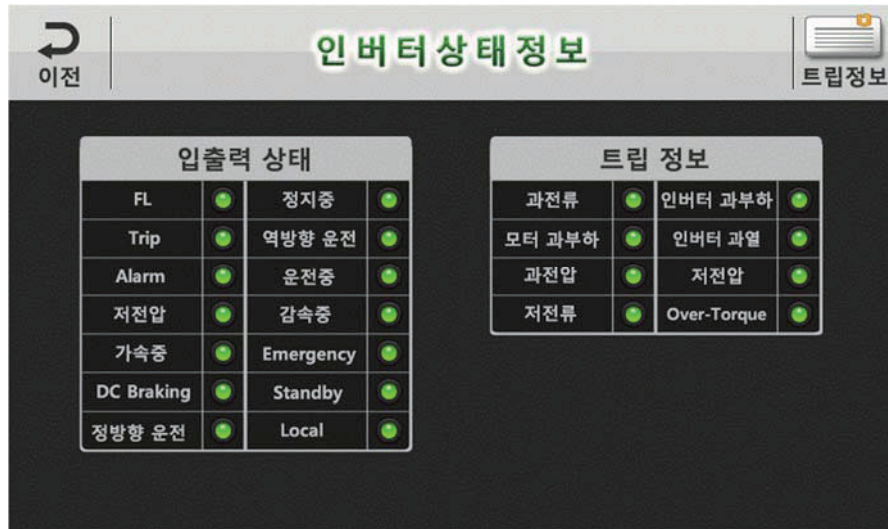 이전
인버터상태정보
트립정보
입출력 상태
FL 정지중
Trip 역방향 운전
Alarm 운전중
저전압 감속중
가속중 Emergency
DC Braking Standby
정방향 운전 Local
트립 정보
과전류 인버터 과부하
모터 과부하 인버터 과열
과전압 저전압
저전류 Over-Torque